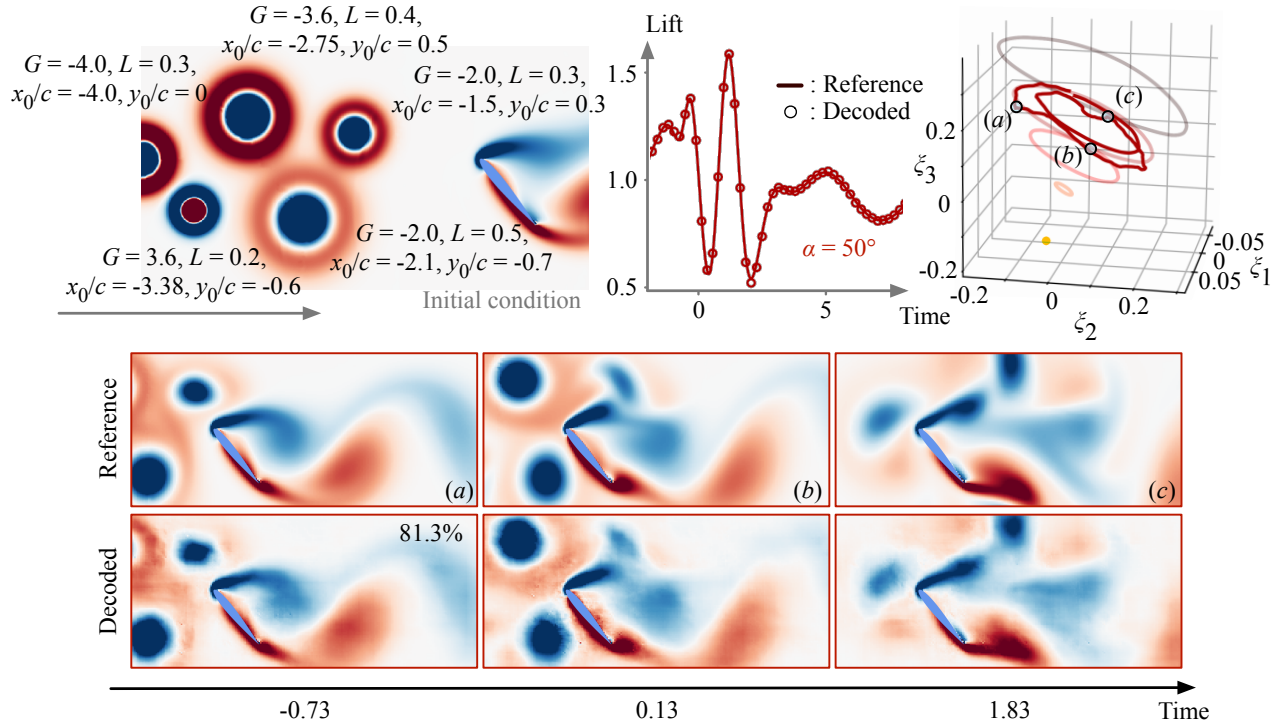 G = -3.6, L = 0.4,
x0/c = -2.75, y0/c = 0.5
G = -4.0, L = 0.3,
x0/c = -4.0, y0/c = 0
G = -2.0, L = 0.3,
x0/c = -1.5, y0/c = 0.3
G = 3.6, L = 0.2,
x0/c = -3.38, y0/c = -0.6
G = -2.0, L = 0.5,
x0/c = -2.1, y0/c = -0.7
Initial condition
Lift
1.5
1.0
0.5
: Reference
: Decoded
α = 50°
0
5
Time
(a)
(b)
(c)
ξ3
0.2
0
-0.2
-0.2
0
0.2
ξ2
-0.05
0
0.05
ξ1
Reference
(a)
(b)
(c)
Decoded
81.3%
-0.73
0.13
1.83
Time